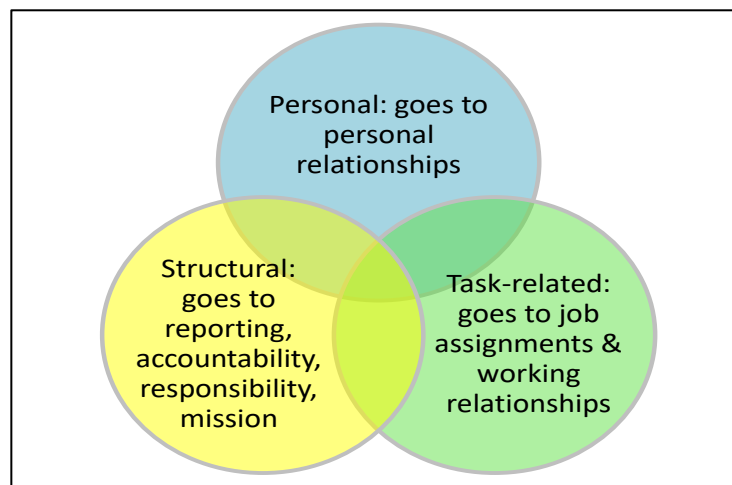 Personal: goes to
personal
relationships
Structural:
goes to
reporting,
accountability,
responsibility,
mission
Task-related:
goes to job
assignments &
working
relationships